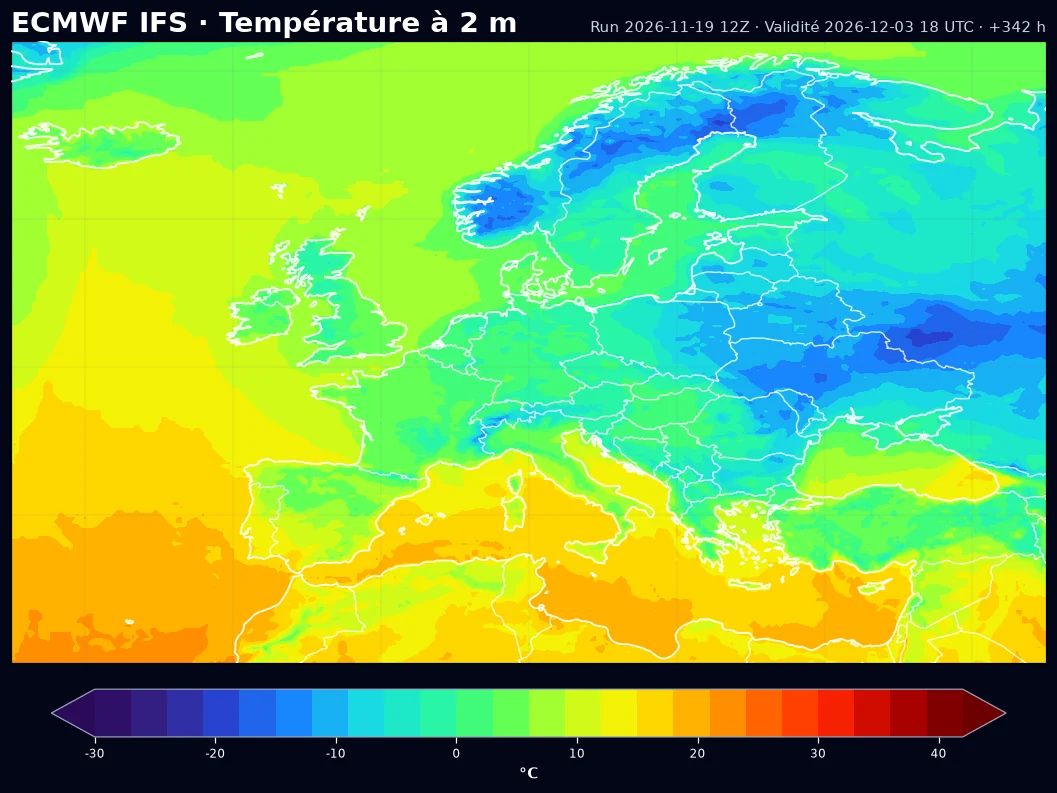 ECMWF IFS · Température à 2 m
Run 2026-11-19 12Z · Validité 2026-12-03 18 UTC · +342 h
-30 -20 -10 0 10 20 30 40
°C